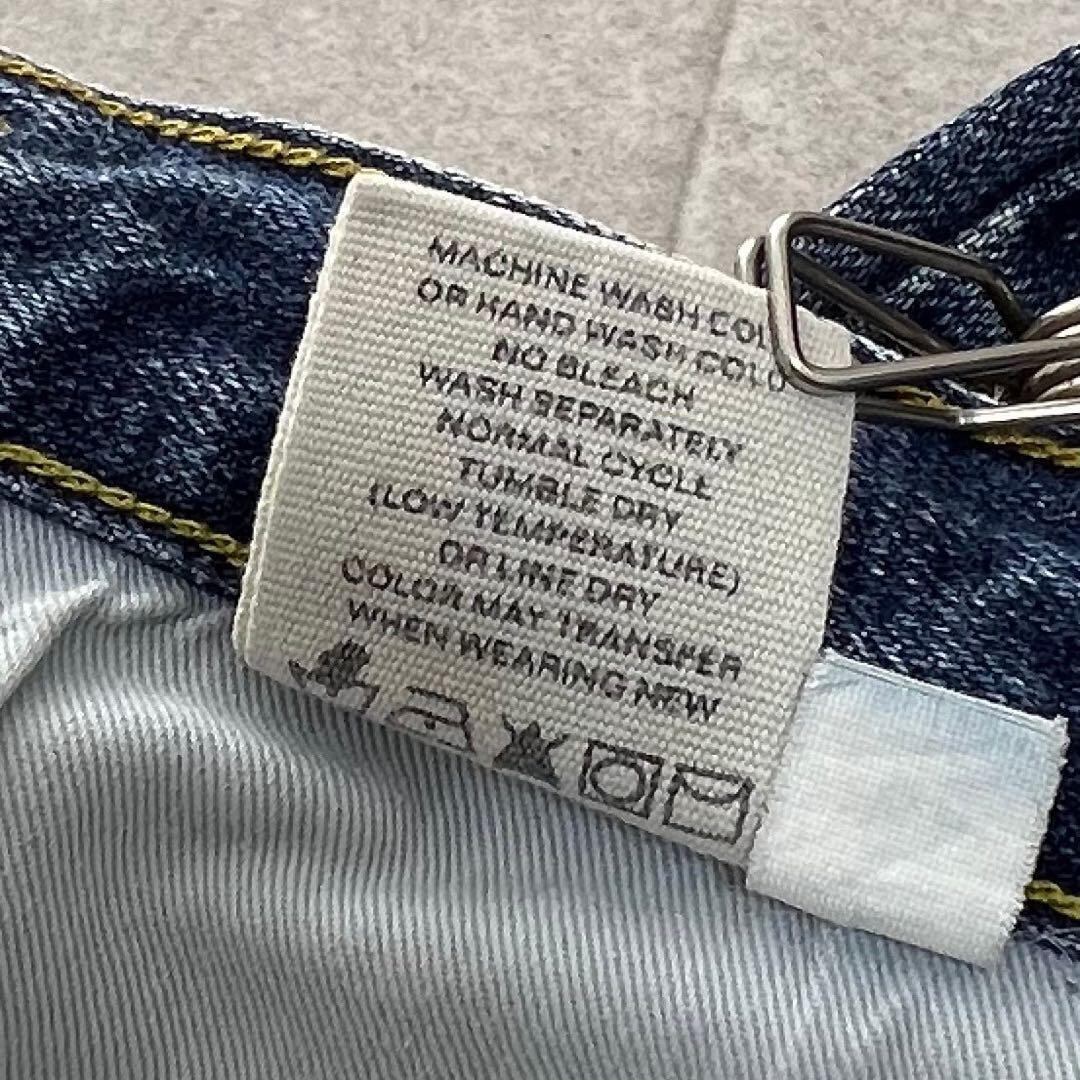 MACHINE WASH COL
OR HAND WASH COLD
NO BLEACH
WASH SEPARATELY
NORMAL CYCLE
TUMBLE DRY
(LOW TEMPERATURE)
OR LINE DRY
COLOR MAY TRANSFER
WHEN WEARING NEW